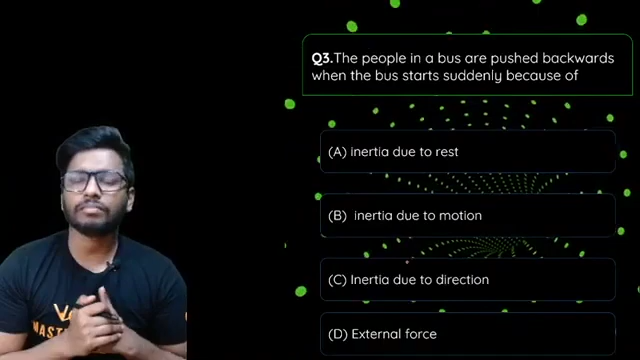 Q3.The people in a bus are pushed backwards
when the bus starts suddenly because of
(A) inertia due to rest
(B) inertia due to motion
(C) Inertia due to direction
(D) External force